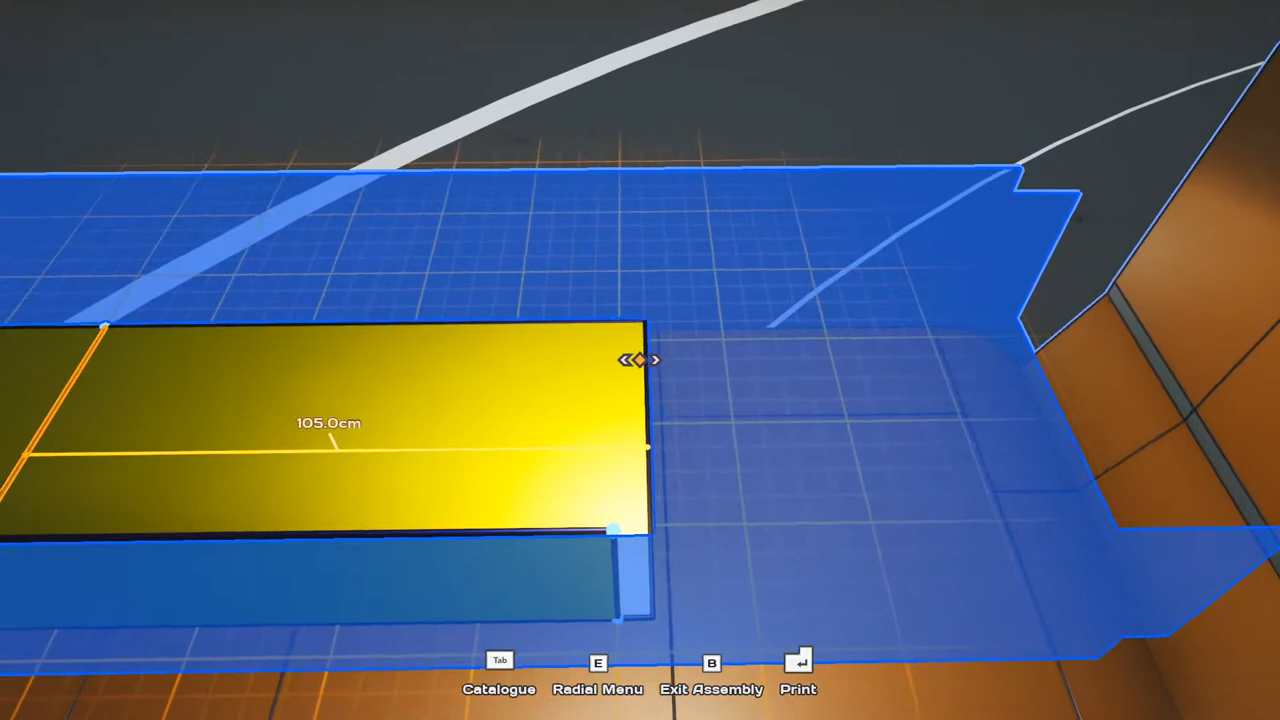 105.0cm
Tab
E
B
Catalogue
Radial Menu
Exit Assembly
Print